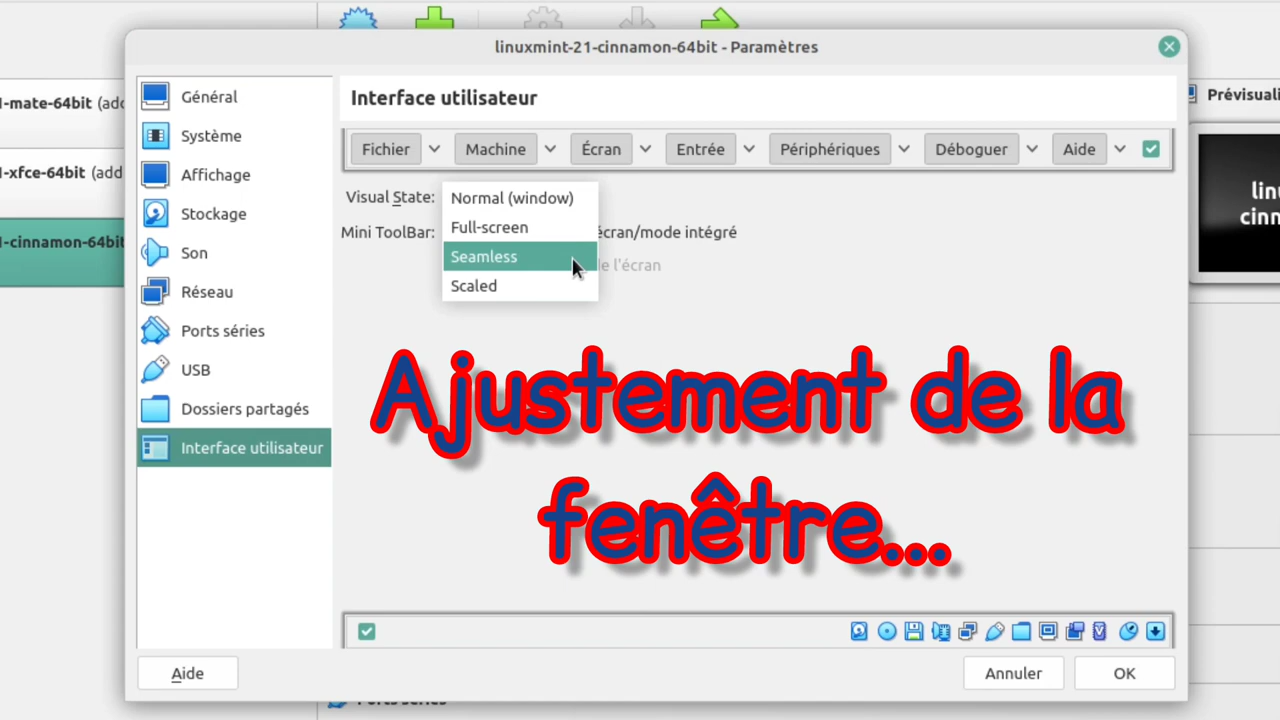 linuxmint-21-cinnamon-64bit - Paramètres
-mate-64bit (add
-xfce-64bit (add
-cinnamon-64bit
Général
Système
Affichage
Stockage
Son
Réseau
Ports séries
USB
Dossiers partagés
Interface utilisateur
Interface utilisateur
Fichier Machine Écran Entrée Périphériques Déboguer Aide
Visual State:
Normal (window)
Full-screen
Seamless
Scaled
Mini ToolBar: écran/mode intégré
de l'écran
Ajustement de la
fenêtre...
Prévisuali
linu
cinn
Aide Annuler OK
Ports séries